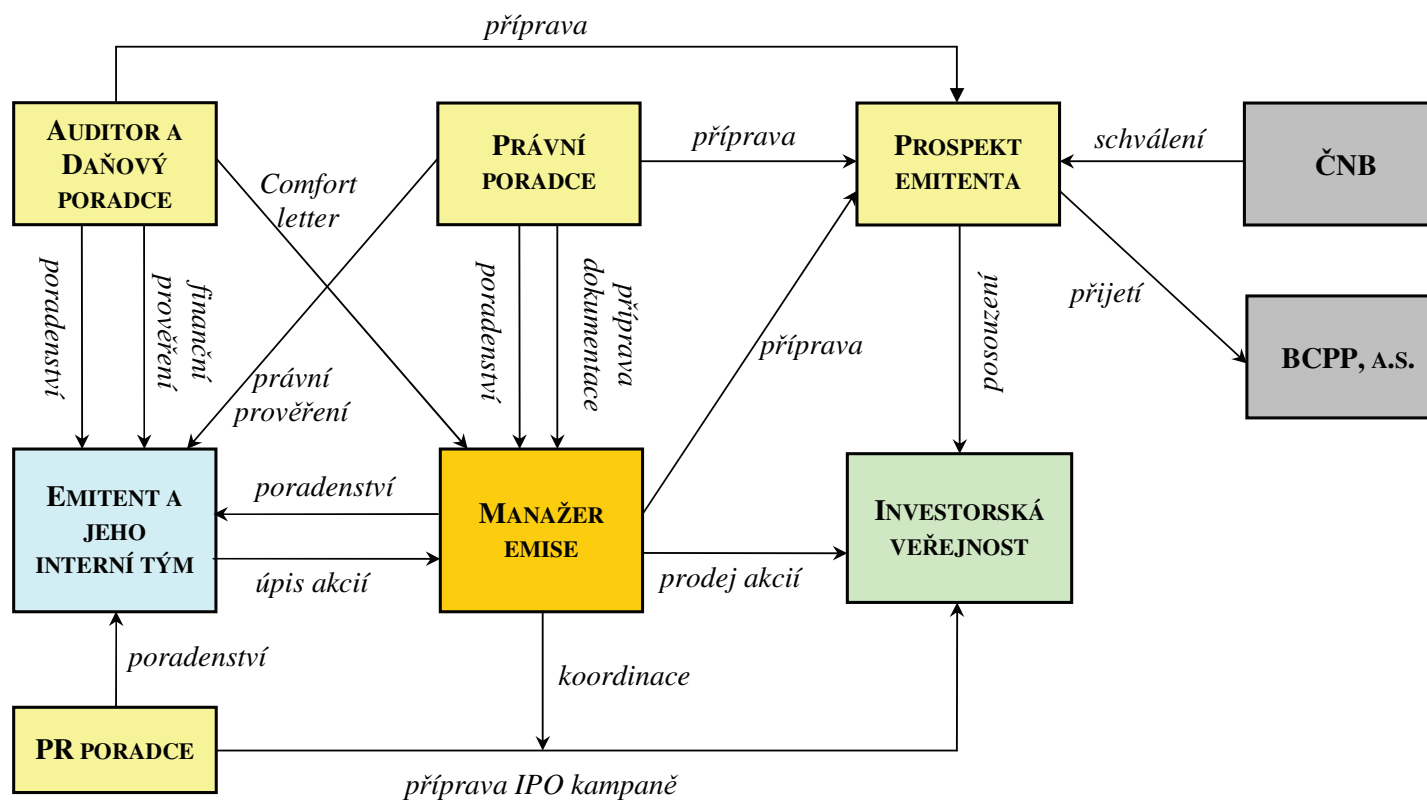 příprava
AUDITOR A
DAŇOVÝ
PORADCE
PRÁVNÍ
PORADCE
příprava
PROSPEKT
EMITENTA
schválení
ČNB
Comfort
letter
poradenství
finanční
prověření
poradenství
příprava
dokumentace
posouzení
přijetí
BCPP, A.S.
příprava
právní
prověření
EMITENT A
JEHO
INTERNÍ TÝM
poradenství
úpis akcií
MANAŽER
EMISE
prodej akcií
INVESTORSKÁ
VEŘEJNOST
poradenství
koordinace
PR PORADCE
příprava IPO kampaně